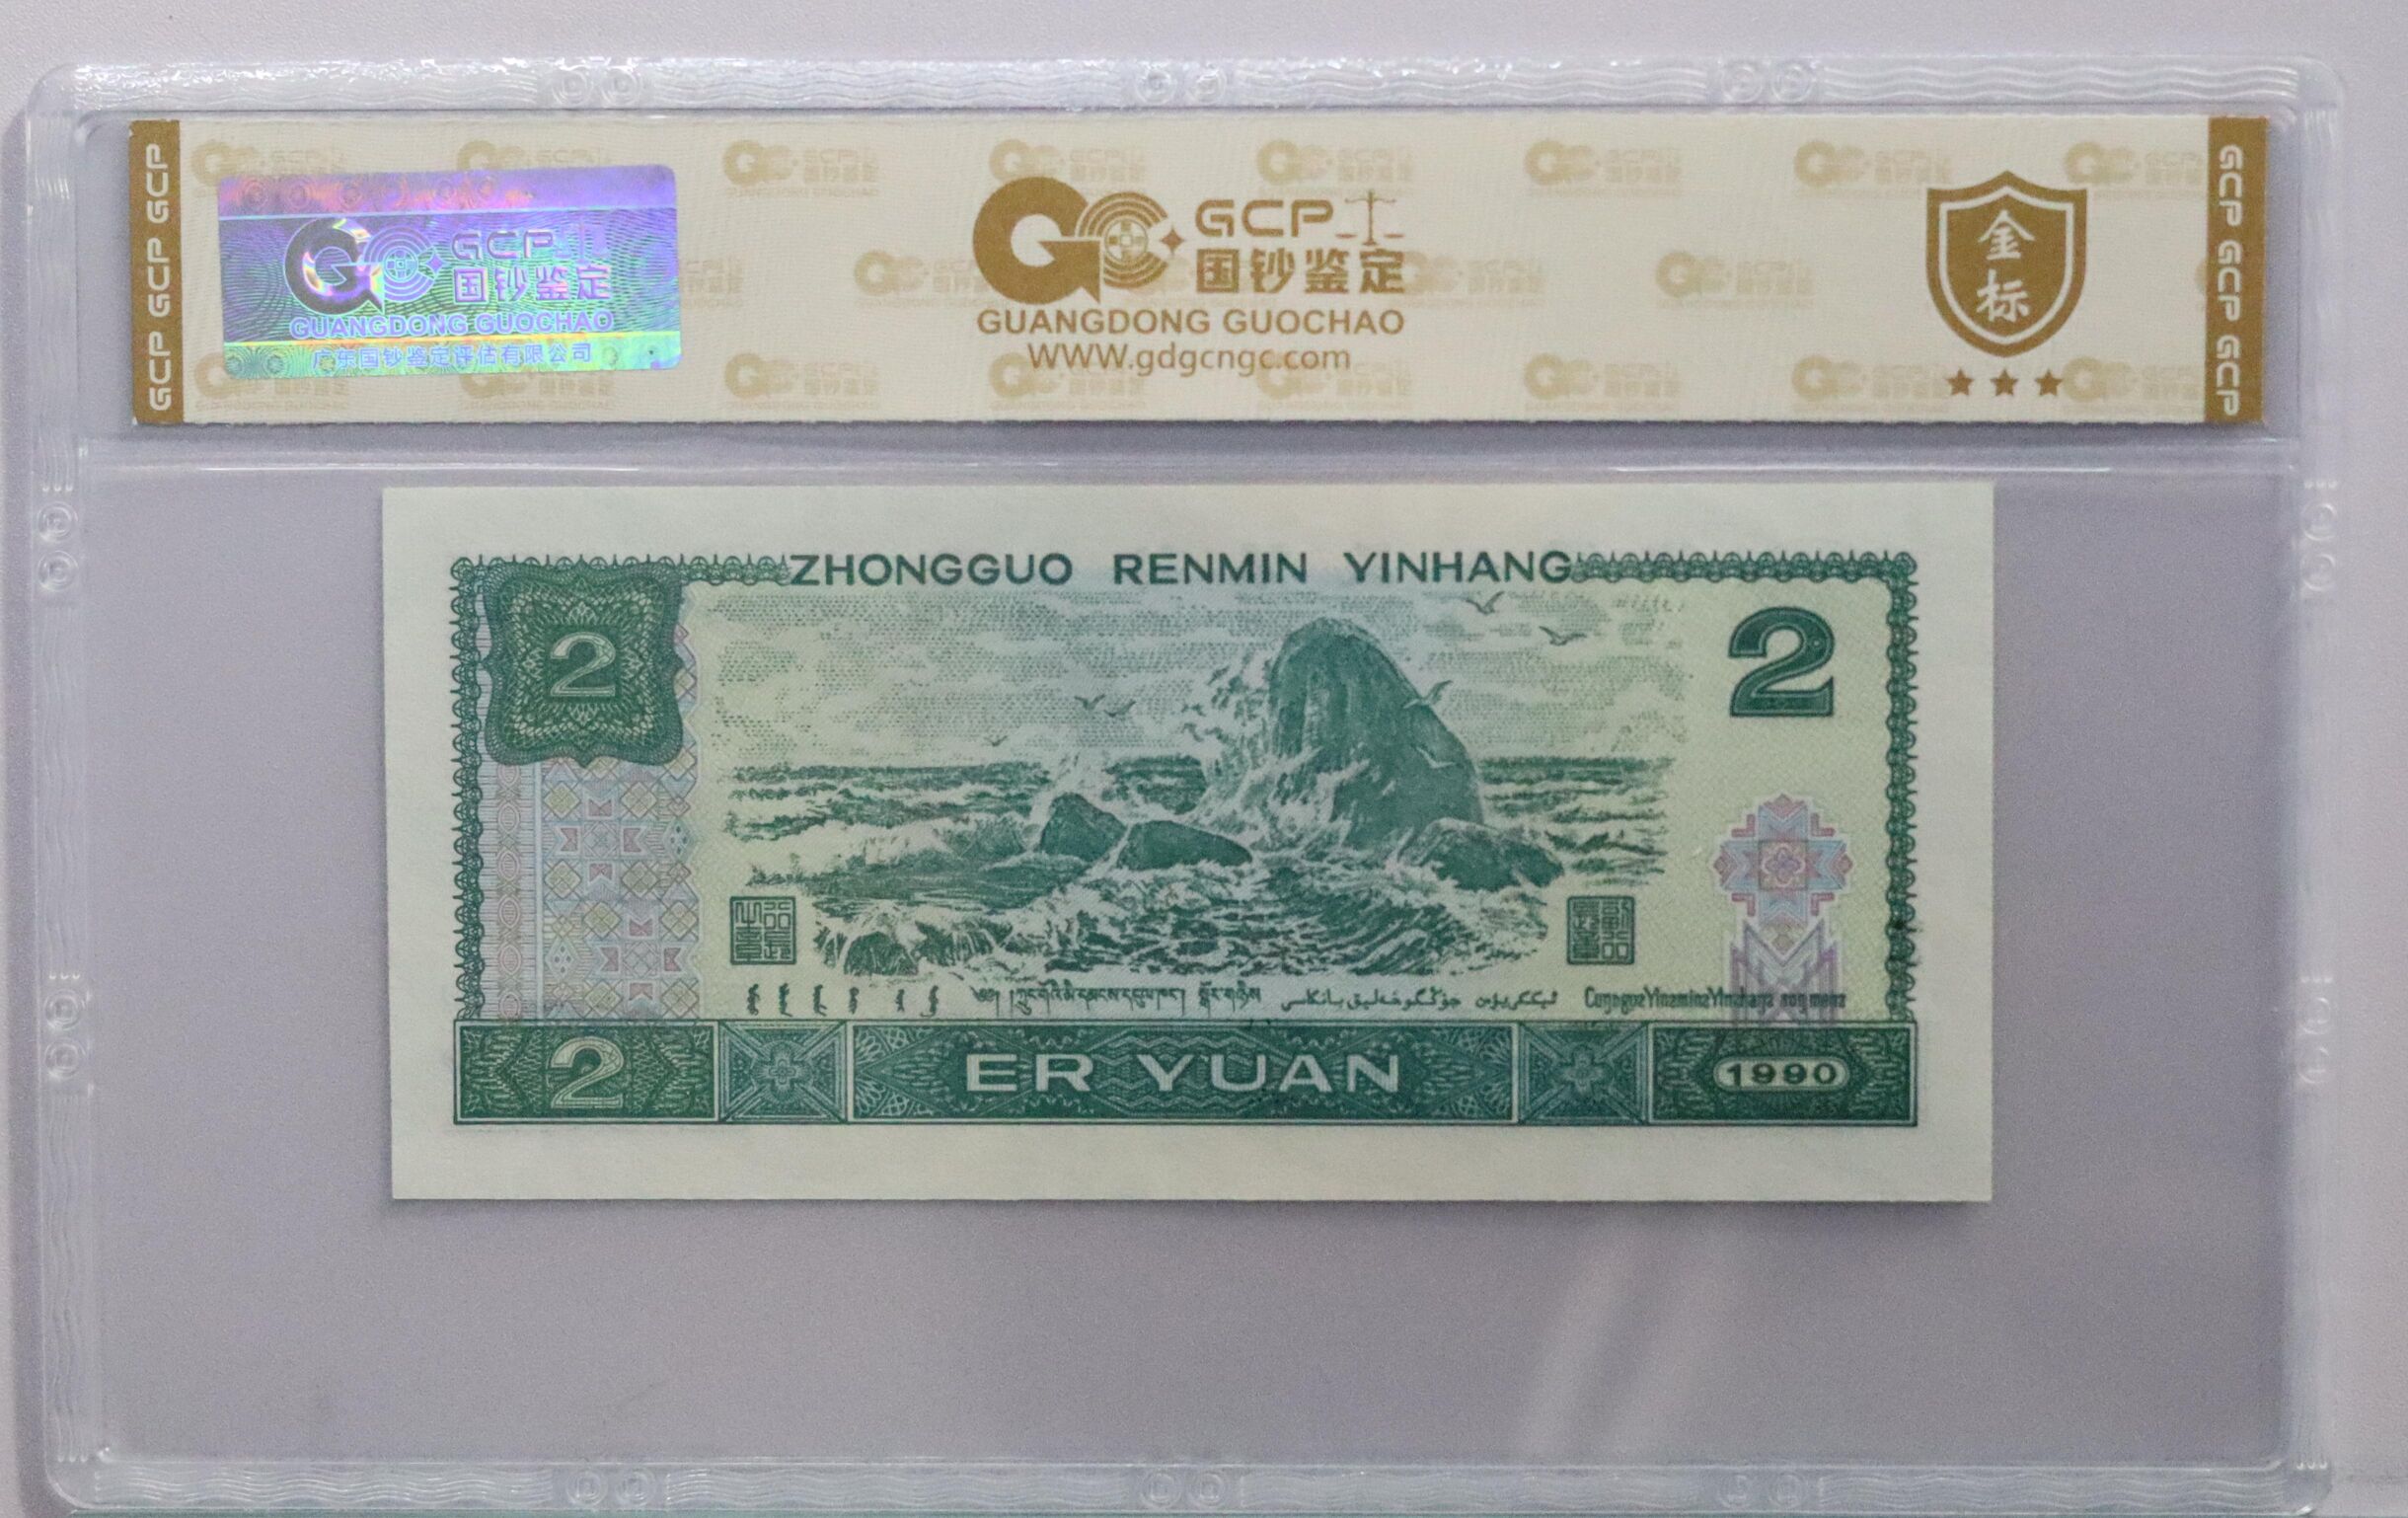 GCP GCP GCP
GCP
国钞鉴定
GUANGDONG GUOCHAO
广东国钞鉴定评估有限公司
GCP
国钞鉴定
GUANGDONG GUOCHAO
WWW.gdgcngc.com
金
标
GCP GCP GCP
ZHONGGUO RENMIN YINHANG
2
2
CungguzYinzminzYinzhangz
2
ER YUAN
1990